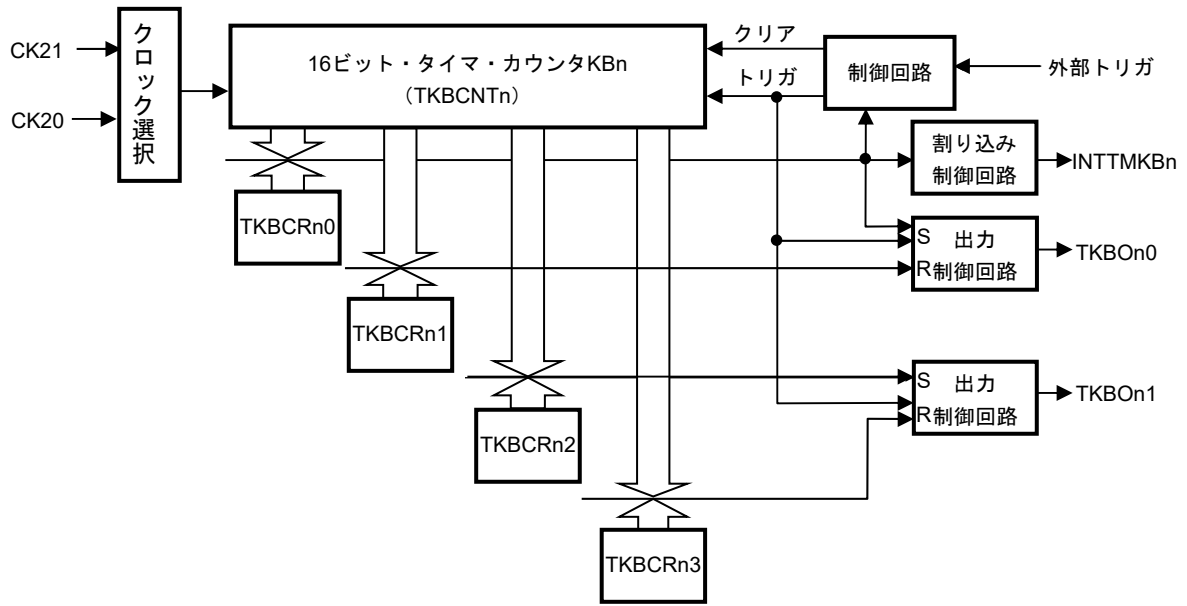 CK21
CK20
クロック選択
16ビット・タイマ・カウンタKBn
（TKBCNTn）
クリア
トリガ
制御回路
外部トリガ
割り込み
制御回路
INTTMKBn
TKBCRn0
S 出力
R制御回路
TKBOn0
TKBCRn1
TKBCRn2
S 出力
R制御回路
TKBOn1
TKBCRn3